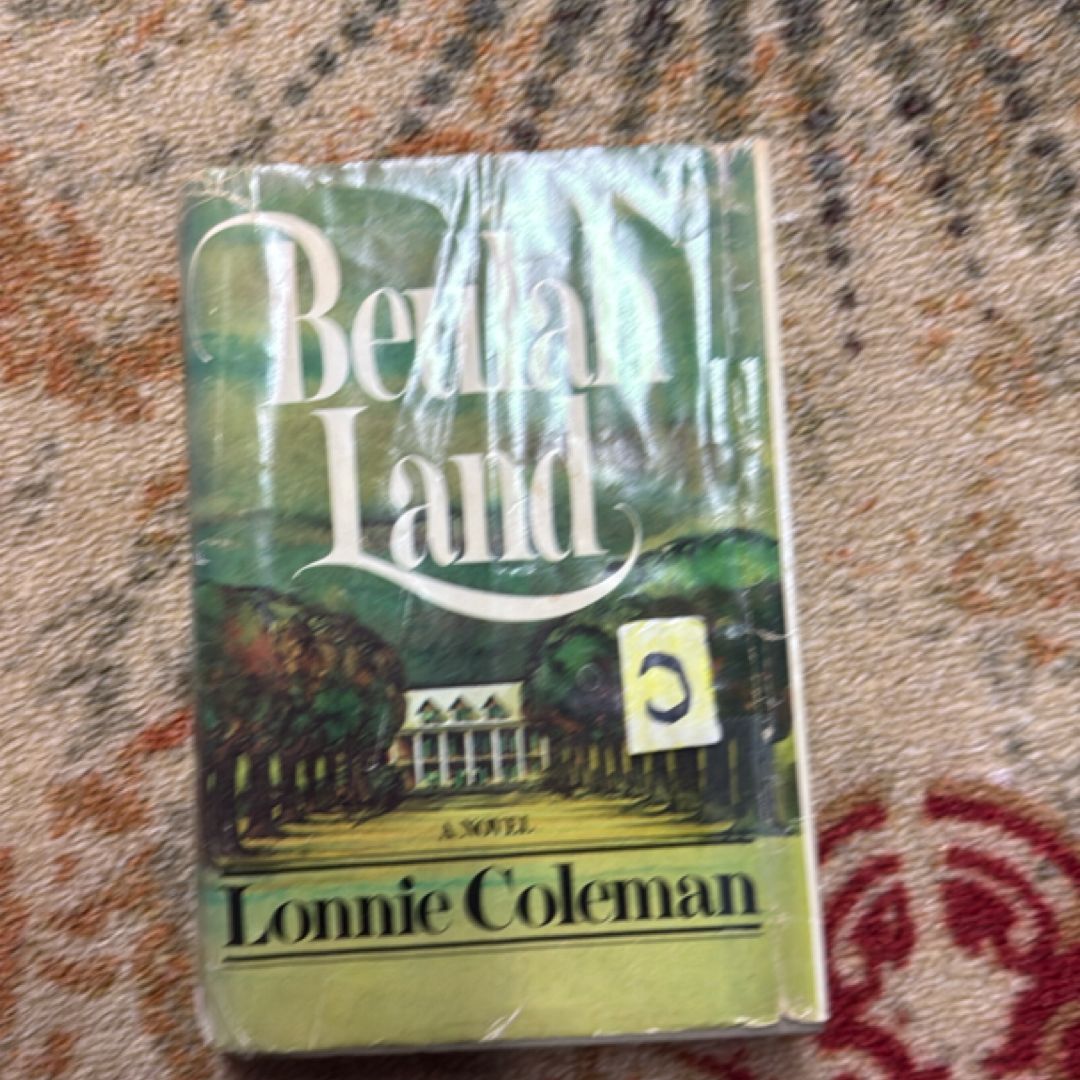 Beulah
Land
C
A NOVEL
Lonnie Coleman